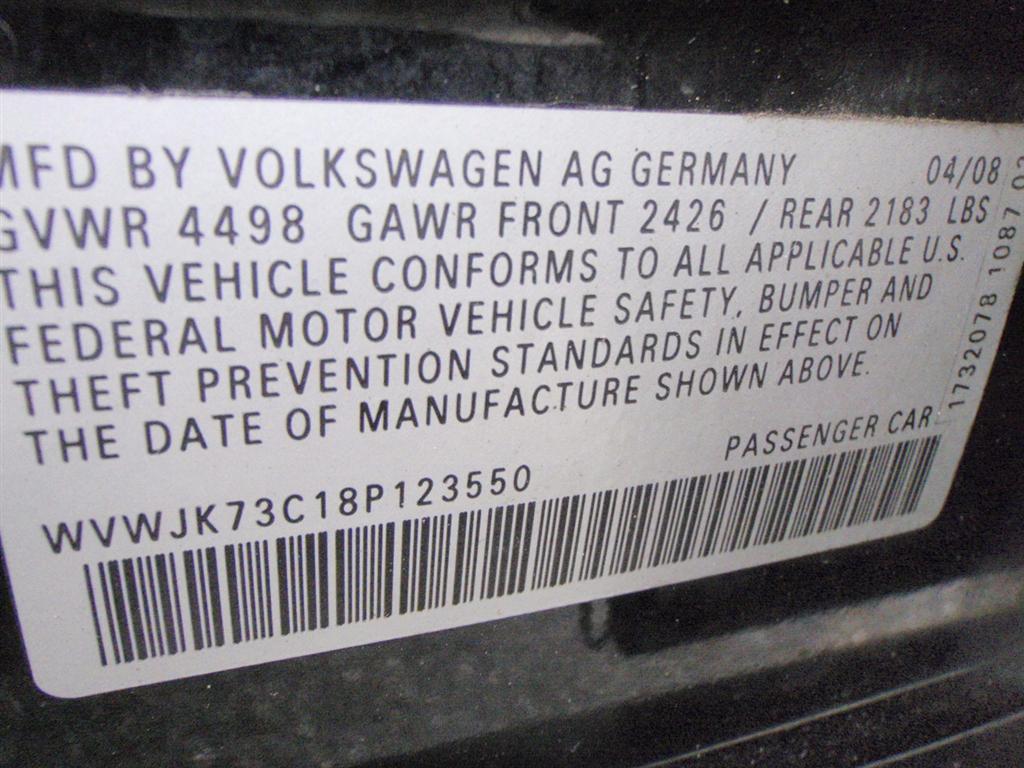 MFD BY VOLKSWAGEN AG GERMANY 04/08
GVWR 4498 GAWR FRONT 2426 / REAR 2183 LBS
THIS VEHICLE CONFORMS TO ALL APPLICABLE U.S.
FEDERAL MOTOR VEHICLE SAFETY, BUMPER AND
THEFT PREVENTION STANDARDS IN EFFECT ON
THE DATE OF MANUFACTURE SHOWN ABOVE.
PASSENGER CAR
WVWJK73C18P123550
1732078 1087